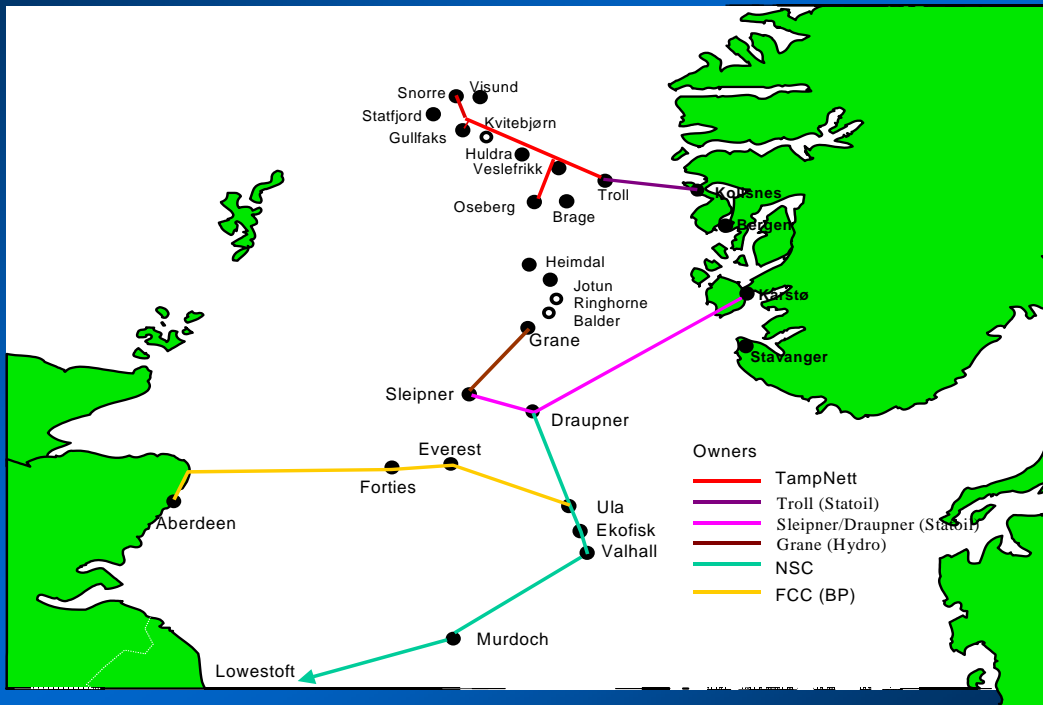 Snorre
Visund
Statfjord
Kvitebjørn
Gullfaks
Huldra
Veslefrikk
Troll
Kollsnes
Oseberg
Brage
Bergen
Heimdal
Jotun
Ringhorne
Balder
Kårstø
Grane
Stavanger
Sleipner
Draupner
Everest
Forties
Aberdeen
Ula
Ekofisk
Valhall
Murdoch
Lowestoft
Owners
TampNett
Troll (Statoil)
Sleipner/Draupner (Statoil)
Grane (Hydro)
NSC
FCC (BP)